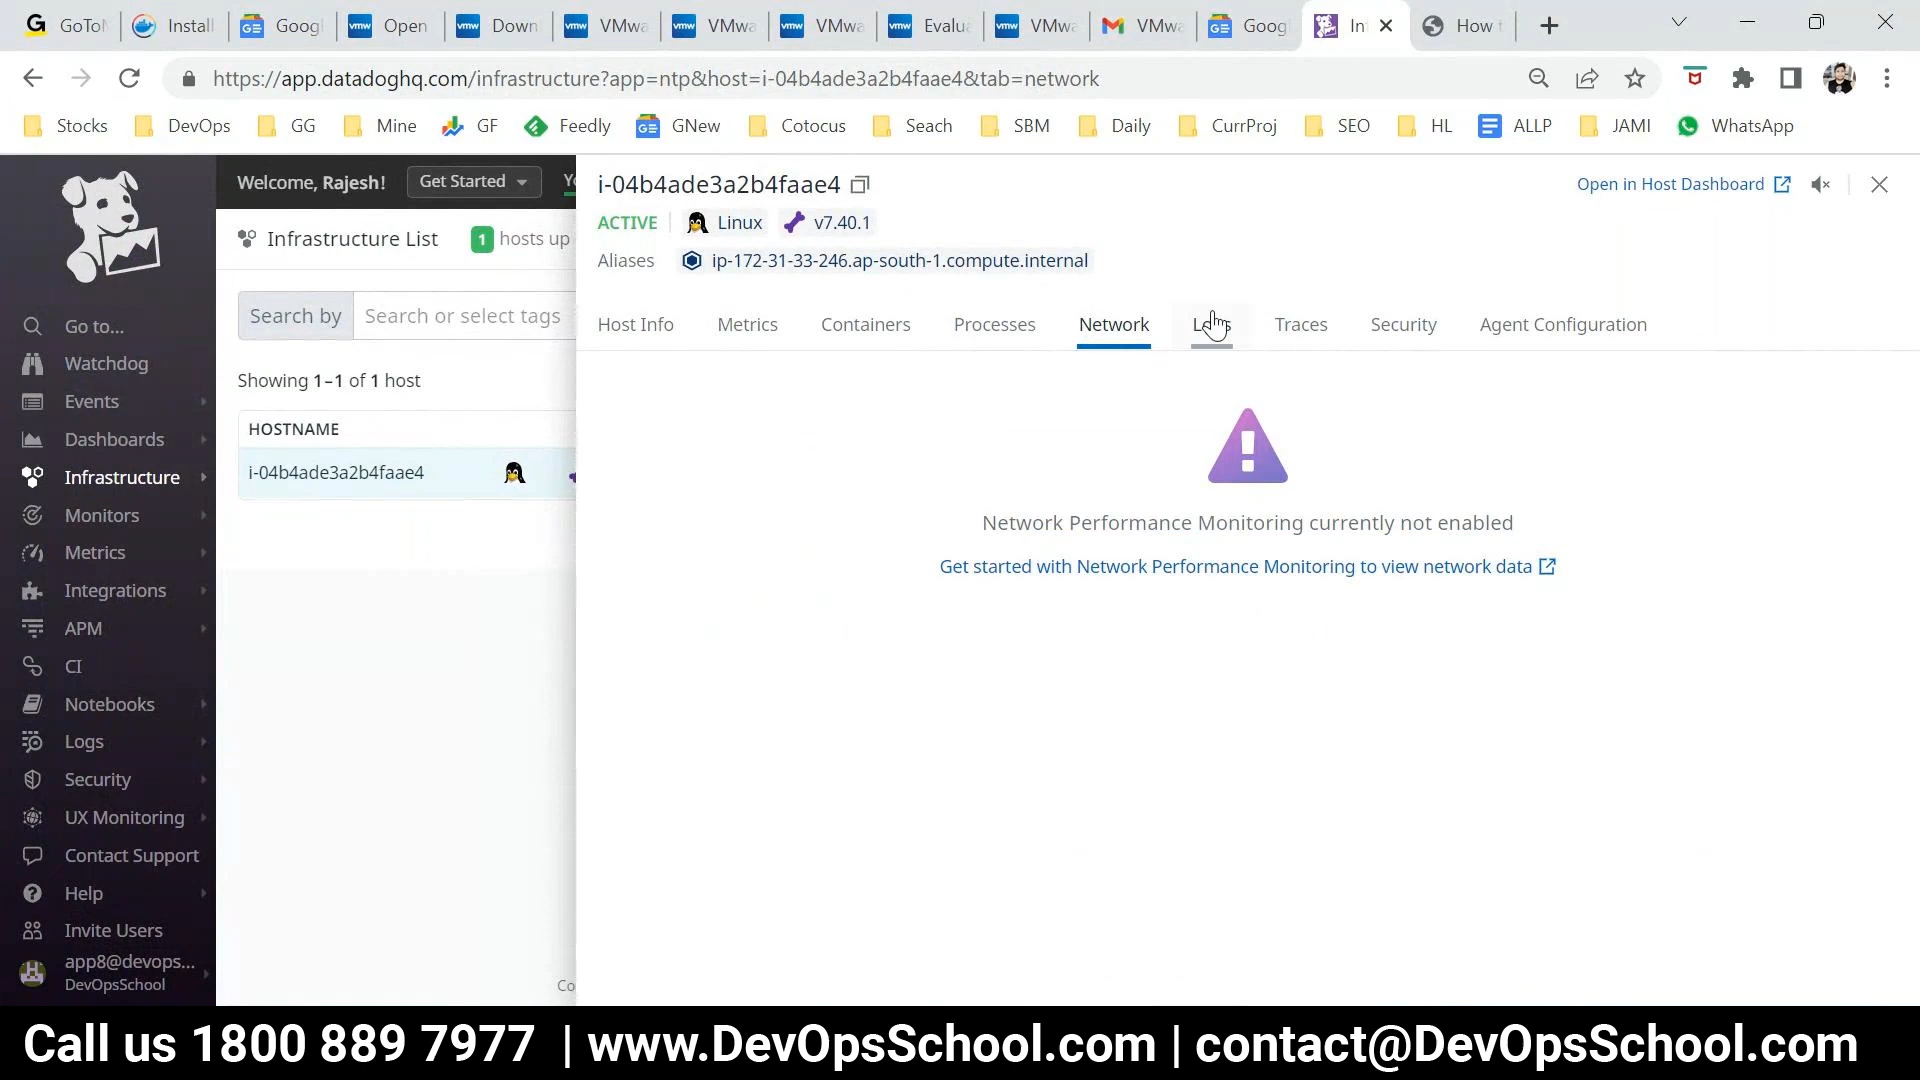 GoToM
Install
Googl
Open
Down
VMwa
VMwa
VMwa
Evalua
VMwa
VMwa
Googl
In
How t
https://app.datadoghq.com/infrastructure?app=ntp&host=i-04b4ade3a2b4faae4&tab=network
Stocks
DevOps
GG
Mine
GF
Feedly
GNew
Cotocus
Seach
SBM
Daily
CurrProj
SEO
HL
ALLP
JAMI
WhatsApp
Go to...
Watchdog
Events
Dashboards
Infrastructure
Monitors
Metrics
Integrations
APM
CI
Notebooks
Logs
Security
UX Monitoring
Contact Support
Help
Invite Users
app8@devops...
DevOpsSchool
Welcome, Rajesh!
Get Started
Yo
Infrastructure List
1 hosts up
Search by
Search or select tags
Showing 1–1 of 1 host
HOSTNAME
i-04b4ade3a2b4faae4
Co
i-04b4ade3a2b4faae4
Open in Host Dashboard
ACTIVE
Linux
v7.40.1
Aliases
ip-172-31-33-246.ap-south-1.compute.internal
Host Info
Metrics
Containers
Processes
Network
Traces
Security
Agent Configuration
Network Performance Monitoring currently not enabled
Get started with Network Performance Monitoring to view network data
Call us 1800 889 7977 | www.DevOpsSchool.com | contact@DevOpsSchool.com